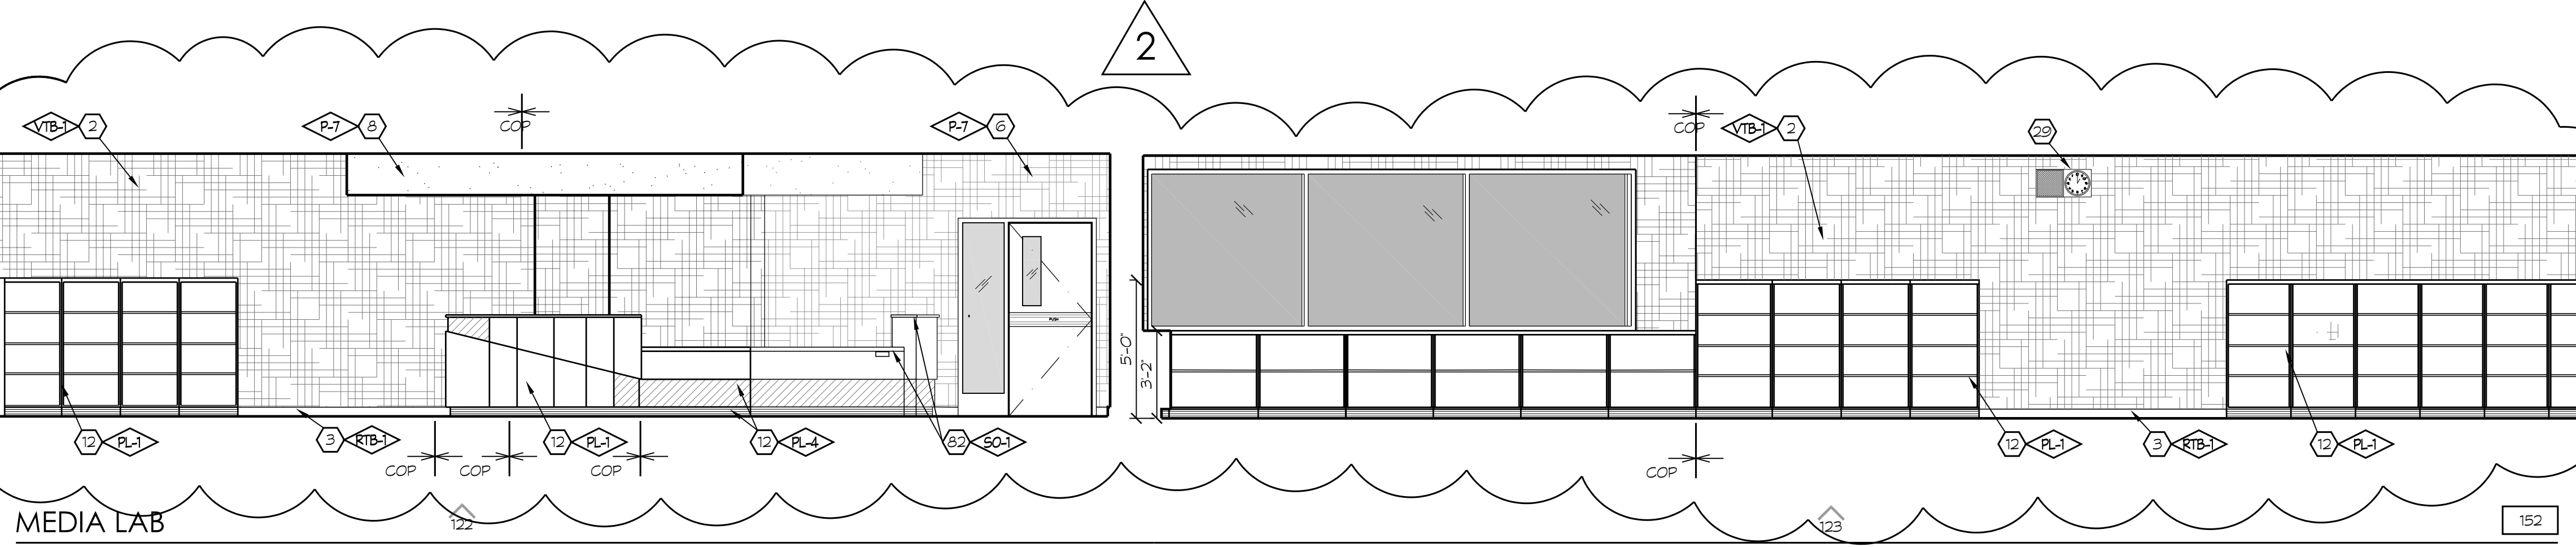 2
COP
COP
VTB-1 2
P-7 8
P-7 6
VTB-1 2
29
PUSH
5'-0"
3'-2"
12 PL-1
3 RTB-1
12 PL-1
12 PL-4
82 SO-1
12 PL-1
3 RTB-1
12 PL-1
COP
COP
COP
COP
MEDIA LAB
122
123
152